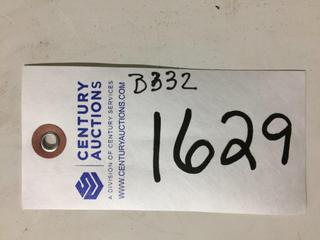 CENTURY
AUCTIONS
A DIVISION OF CENTURY SERVICES
WWW.CENTURYAUCTIONS.COM
B332
1629